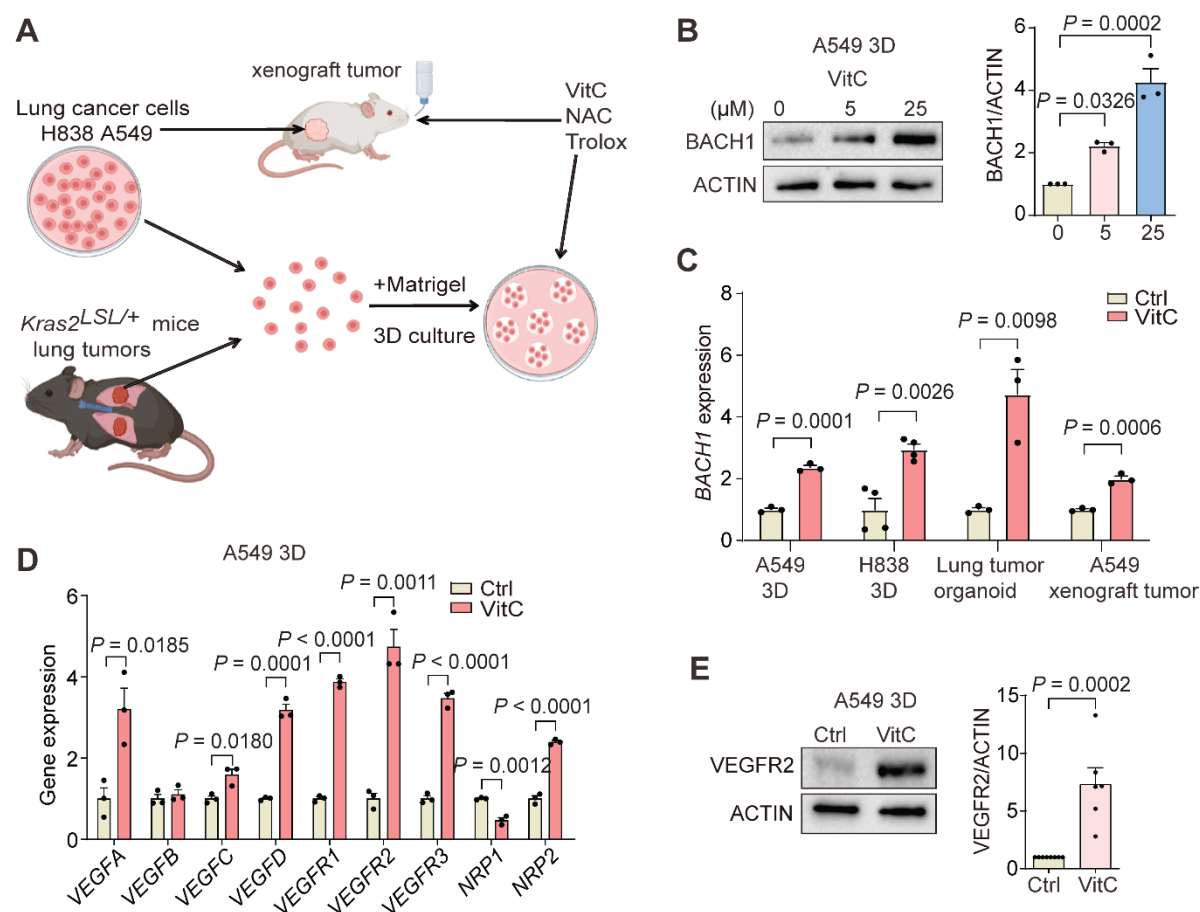 A
xenograft tumor
Lung cancer cells
H838 A549
VitC
NAC
Trolox
+Matrigel
3D culture
Kras2LSL/+ mice
lung tumors
B
A549 3D
VitC
(μM) 0 5 25
BACH1
ACTIN
BACH1/ACTIN
6
4
2
0
P = 0.0002
P = 0.0326
0 5 25
C
BACH1 expression
8
6
4
2
0
Ctrl
VitC
P = 0.0001
P = 0.0026
P = 0.0098
P = 0.0006
A549
3D
H838
3D
Lung tumor
organoid
A549
xenograft tumor
D
A549 3D
Gene expression
6
4
2
0
Ctrl
VitC
P = 0.0185
P = 0.0180
P = 0.0001
P < 0.0001
P = 0.0011
P < 0.0001
P = 0.0012
P < 0.0001
VEGFA
VEGFB
VEGFC
VEGFD
VEGFR1
VEGFR2
VEGFR3
NRP1
NRP2
E
A549 3D
Ctrl VitC
VEGFR2
ACTIN
VEGFR2/ACTIN
15
10
5
0
P = 0.0002
Ctrl VitC